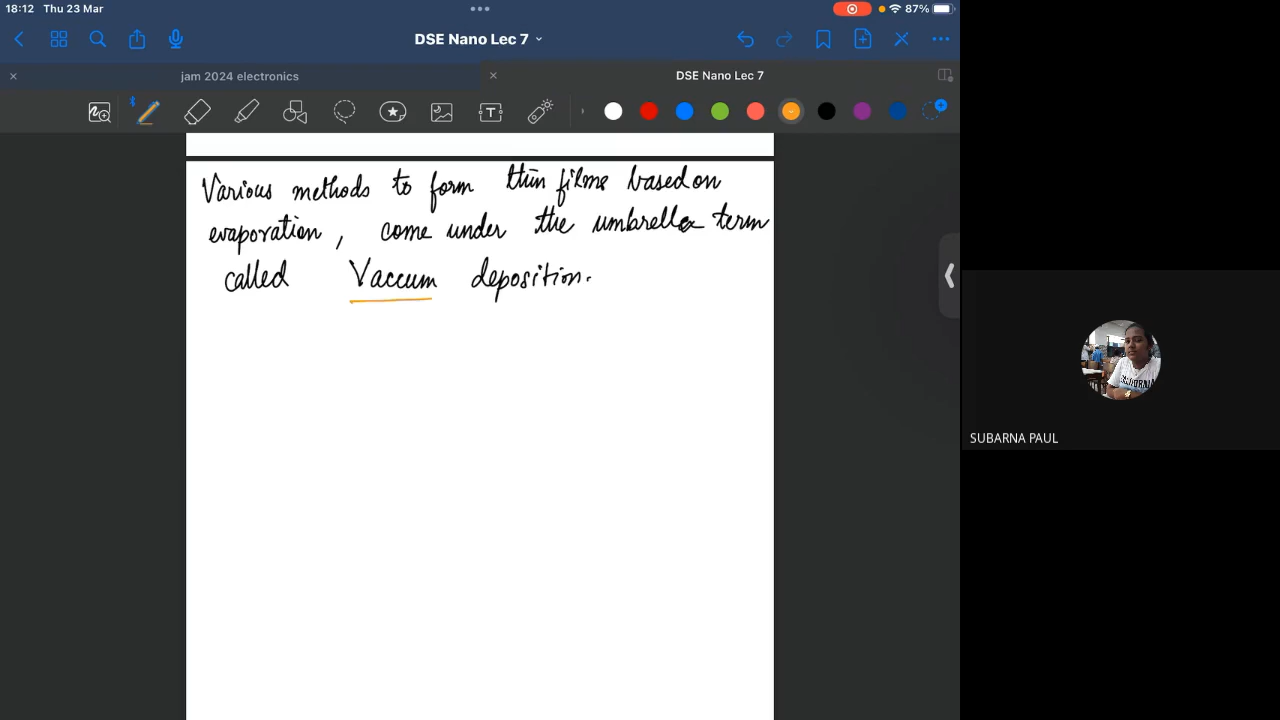 18:12 Thu 23 Mar
87%
DSE Nano Lec 7
jam 2024 electronics
DSE Nano Lec 7
Various methods to form thin films based on
evaporation, come under the umbrella term
called Vaccum deposition.
SUBARNA PAUL